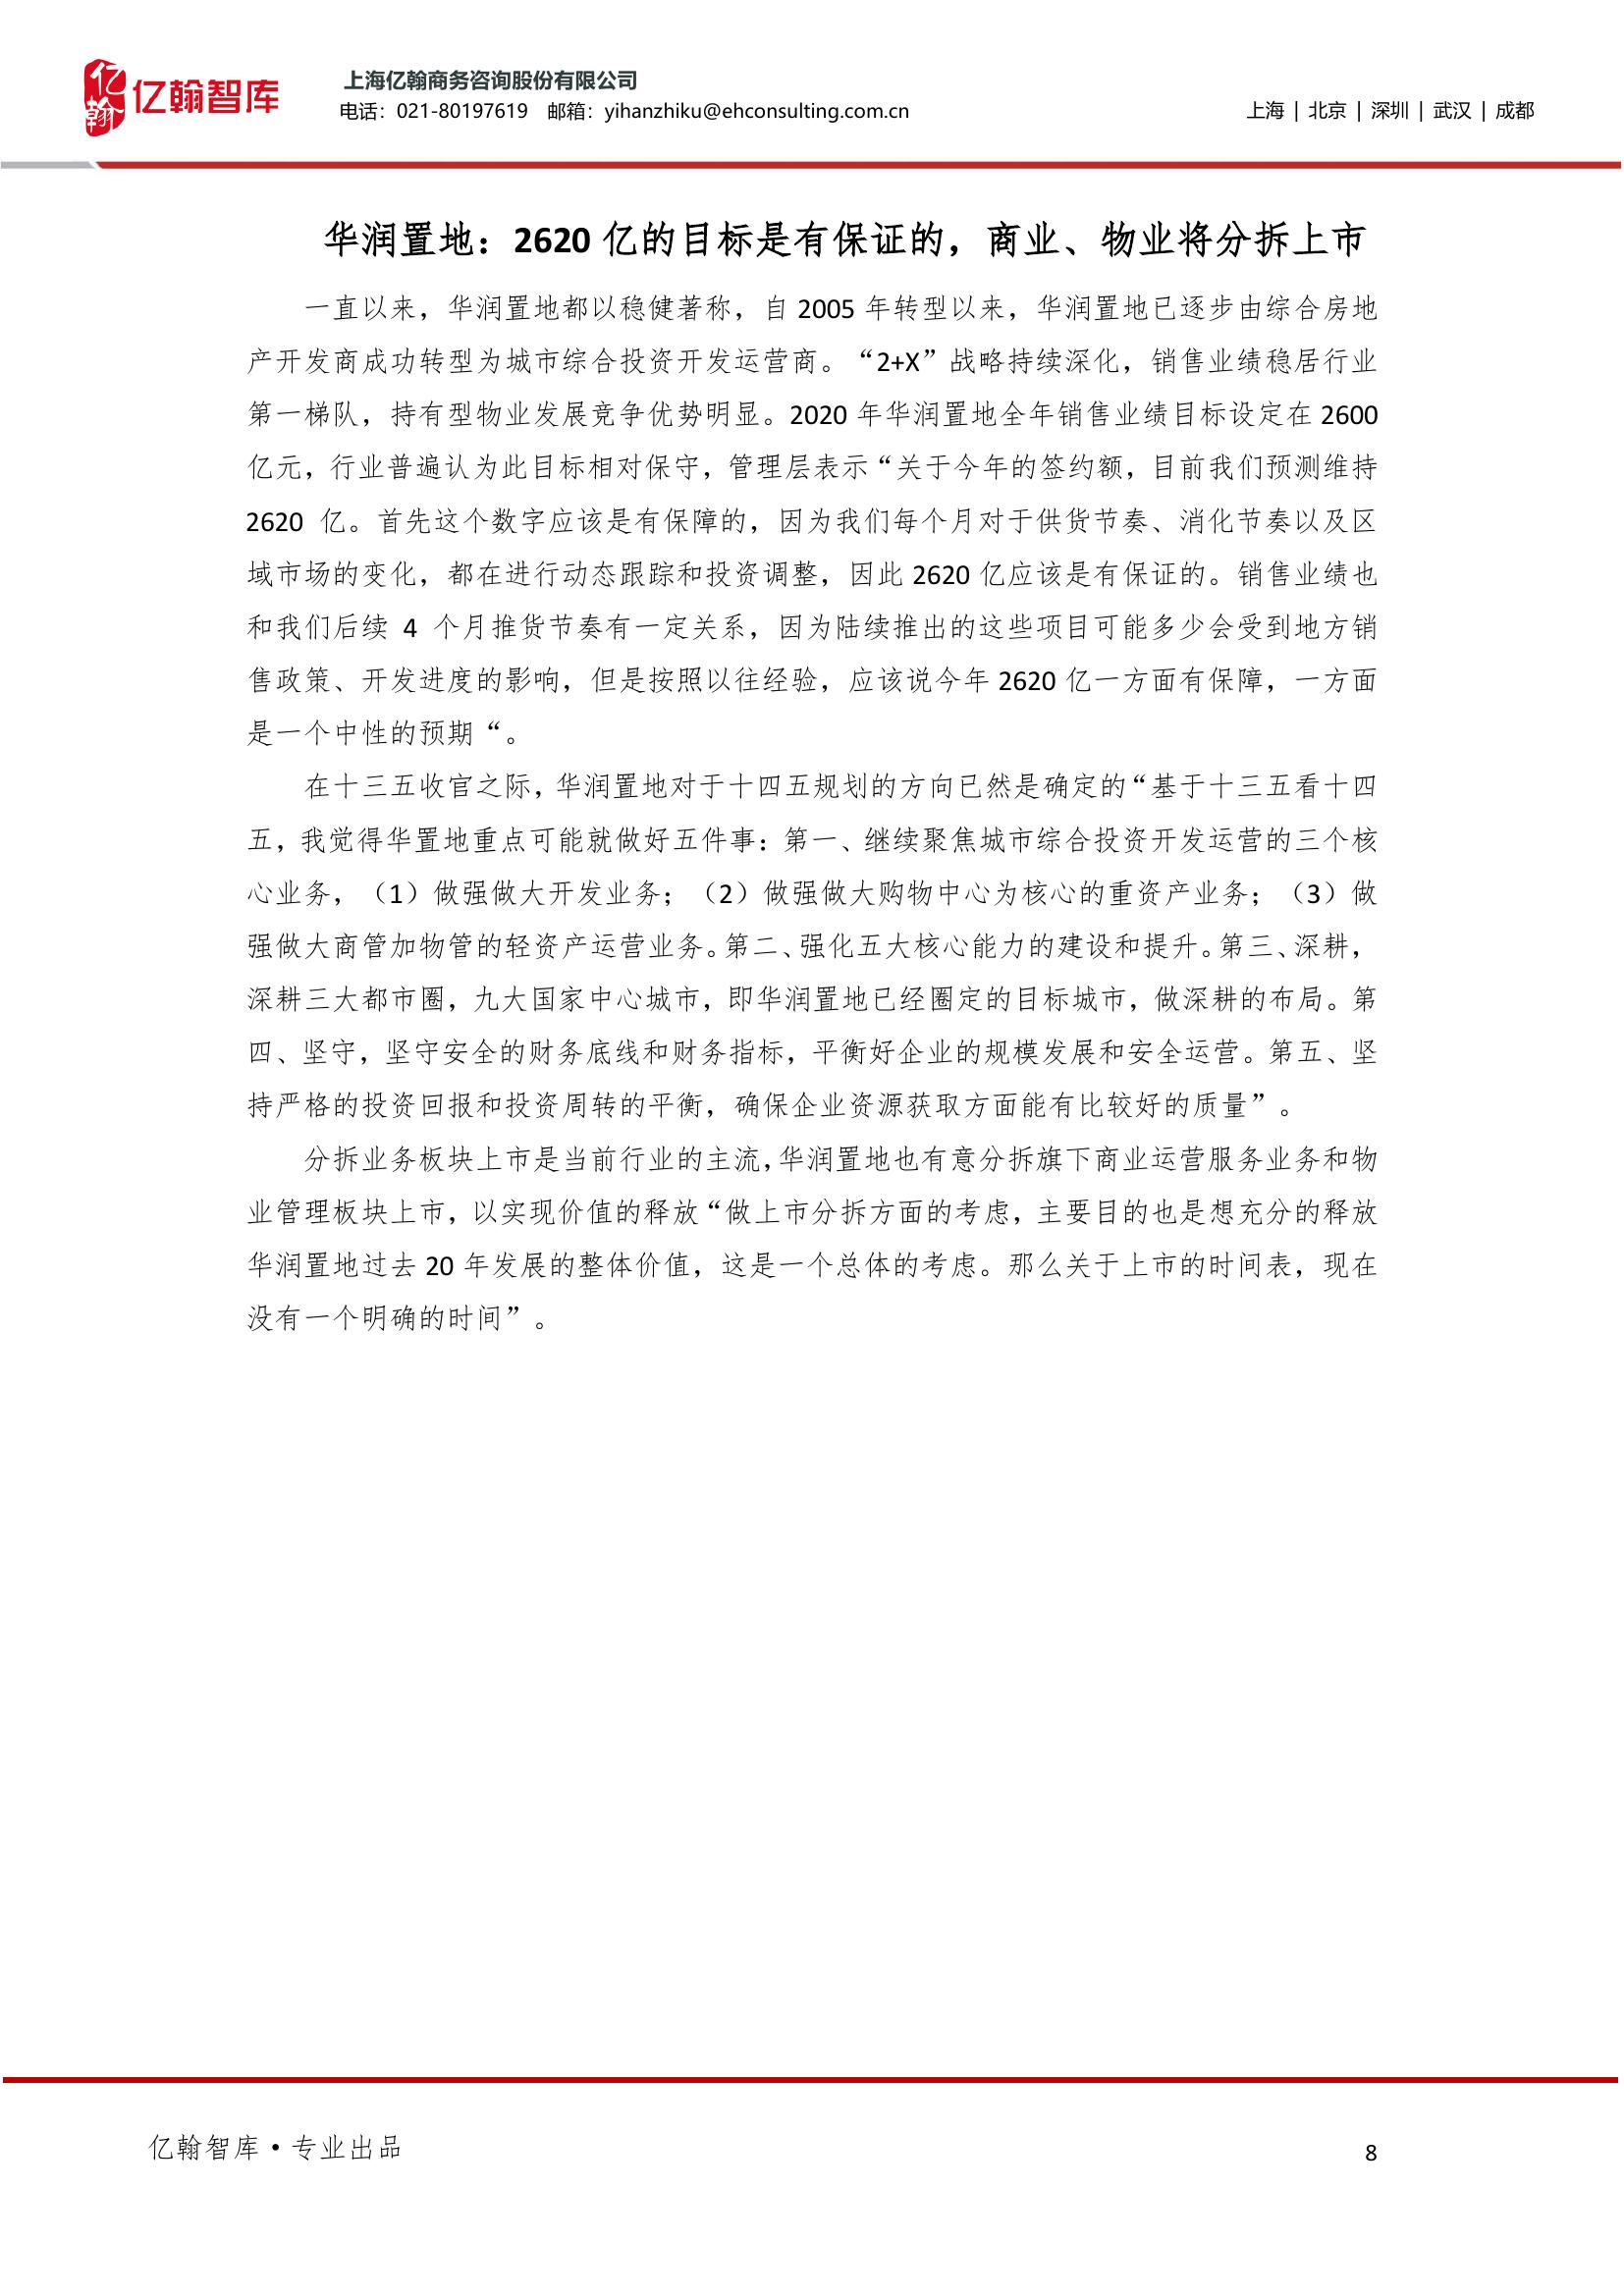 亿翰
亿翰智库
上海亿翰商务咨询股份有限公司
电话：021-80197619 邮箱：yihanzhiku@ehconsulting.com.cn
上海 | 北京 | 深圳 | 武汉 | 成都
华润置地：2620 亿的目标是有保证的，商业、物业将分拆上市
一直以来，华润置地都以稳健著称，自 2005 年转型以来，华润置地已逐步由综合房地
产开发商成功转型为城市综合投资开发运营商。“2+X”战略持续深化，销售业绩稳居行业
第一梯队，持有型物业发展竞争优势明显。2020 年华润置地全年销售业绩目标设定在 2600
亿元，行业普遍认为此目标相对保守，管理层表示“关于今年的签约额，目前我们预测维持
2620 亿。首先这个数字应该是有保障的，因为我们每个月对于供货节奏、消化节奏以及区
域市场的变化，都在进行动态跟踪和投资调整，因此 2620 亿应该是有保证的。销售业绩也
和我们后续 4 个月推货节奏有一定关系，因为陆续推出的这些项目可能多少会受到地方销
售政策、开发进度的影响，但是按照以往经验，应该说今年 2620 亿一方面有保障，一方面
是一个中性的预期“。
在十三五收官之际，华润置地对于十四五规划的方向已然是确定的“基于十三五看十四
五，我觉得华置地重点可能就做好五件事：第一、继续聚焦城市综合投资开发运营的三个核
心业务，（1）做强做大开发业务；（2）做强做大购物中心为核心的重资产业务；（3）做
强做大商管加物管的轻资产运营业务。第二、强化五大核心能力的建设和提升。第三、深耕，
深耕三大都市圈，九大国家中心城市，即华润置地已经圈定的目标城市，做深耕的布局。第
四、坚守，坚守安全的财务底线和财务指标，平衡好企业的规模发展和安全运营。第五、坚
持严格的投资回报和投资周转的平衡，确保企业资源获取方面能有比较好的质量”。
分拆业务板块上市是当前行业的主流，华润置地也有意分拆旗下商业运营服务业务和物
业管理板块上市，以实现价值的释放“做上市分拆方面的考虑，主要目的也是想充分的释放
华润置地过去 20 年发展的整体价值，这是一个总体的考虑。那么关于上市的时间表，现在
没有一个明确的时间”。
亿翰智库·专业出品
8